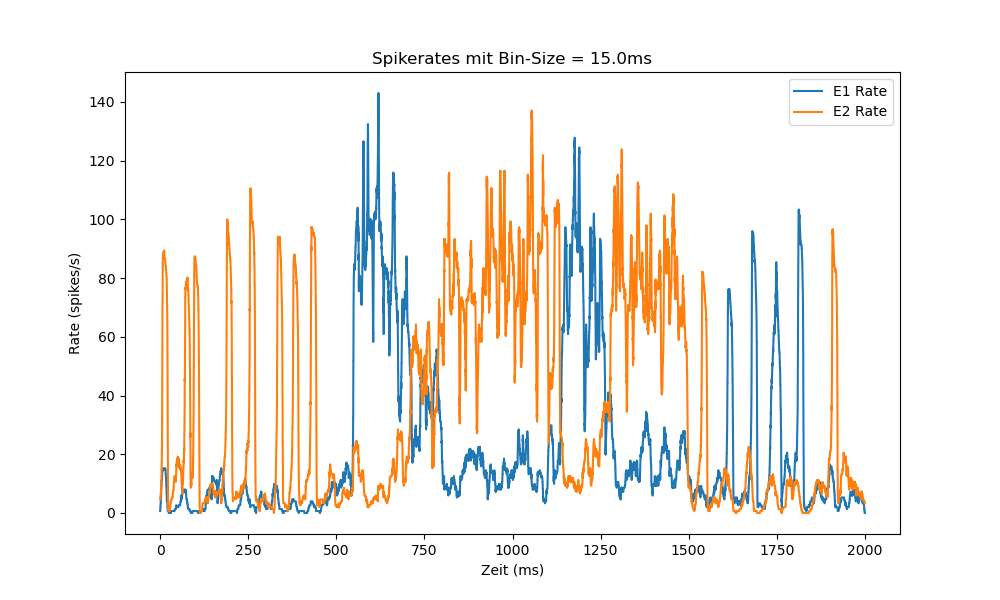 Spikerates mit Bin-Size = 15.0ms
E1 Rate
E2 Rate
Rate (spikes/s)
140
120
100
80
60
40
20
0
0 250 500 750 1000 1250 1500 1750 2000
Zeit (ms)